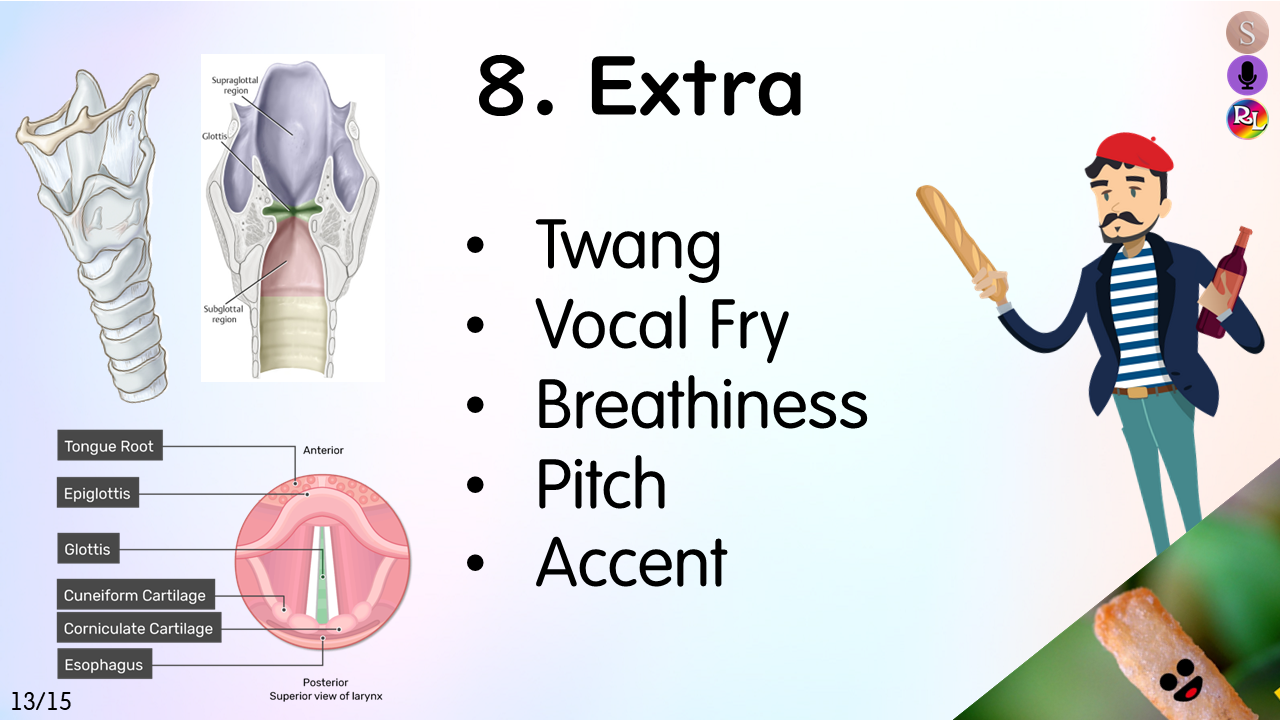 8. Extra
S
RL
Supraglottal
region
Glottis
Subglottal
region
• Twang
• Vocal Fry
• Breathiness
• Pitch
• Accent
Tongue Root
Anterior
Epiglottis
Glottis
Cuneiform Cartilage
Corniculate Cartilage
Esophagus
Posterior
Superior view of larynx
13/15